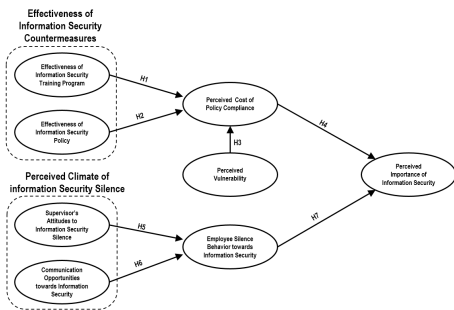 Effectiveness of
Information Security
Countermeasures
Effectiveness of
Information Security
Training Program
H1
Effectiveness of
Information Security
Policy
H2
Perceived Cost of
Policy Compliance
H3
H4
Perceived
Vulnerability
Perceived
Importance of
Information Security
Perceived Climate of
information Security Silence
Supervisor's
Attitudes to
Information Security
Silence
H5
Communication
Opportunities
towards Information
Security
H6
Employee Silence
Behavior towards
Information Security
H7